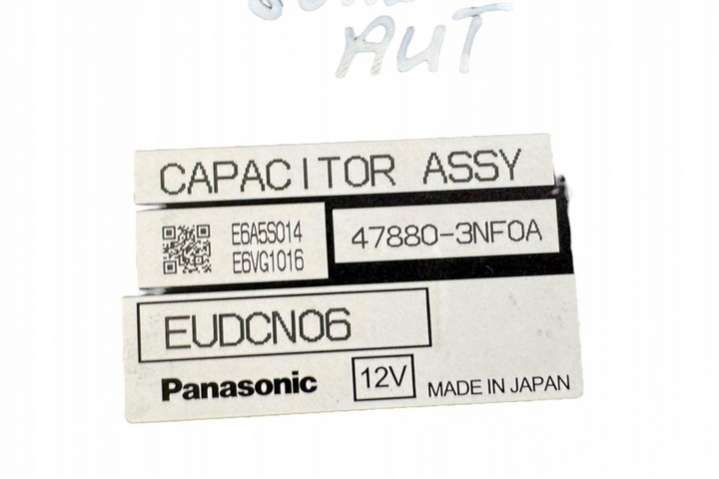 AUT
CAPACITOR ASSY
E6A5S014
E6VG1016
47880-3NF0A
EUDCN06
Panasonic
12V
MADE IN JAPAN